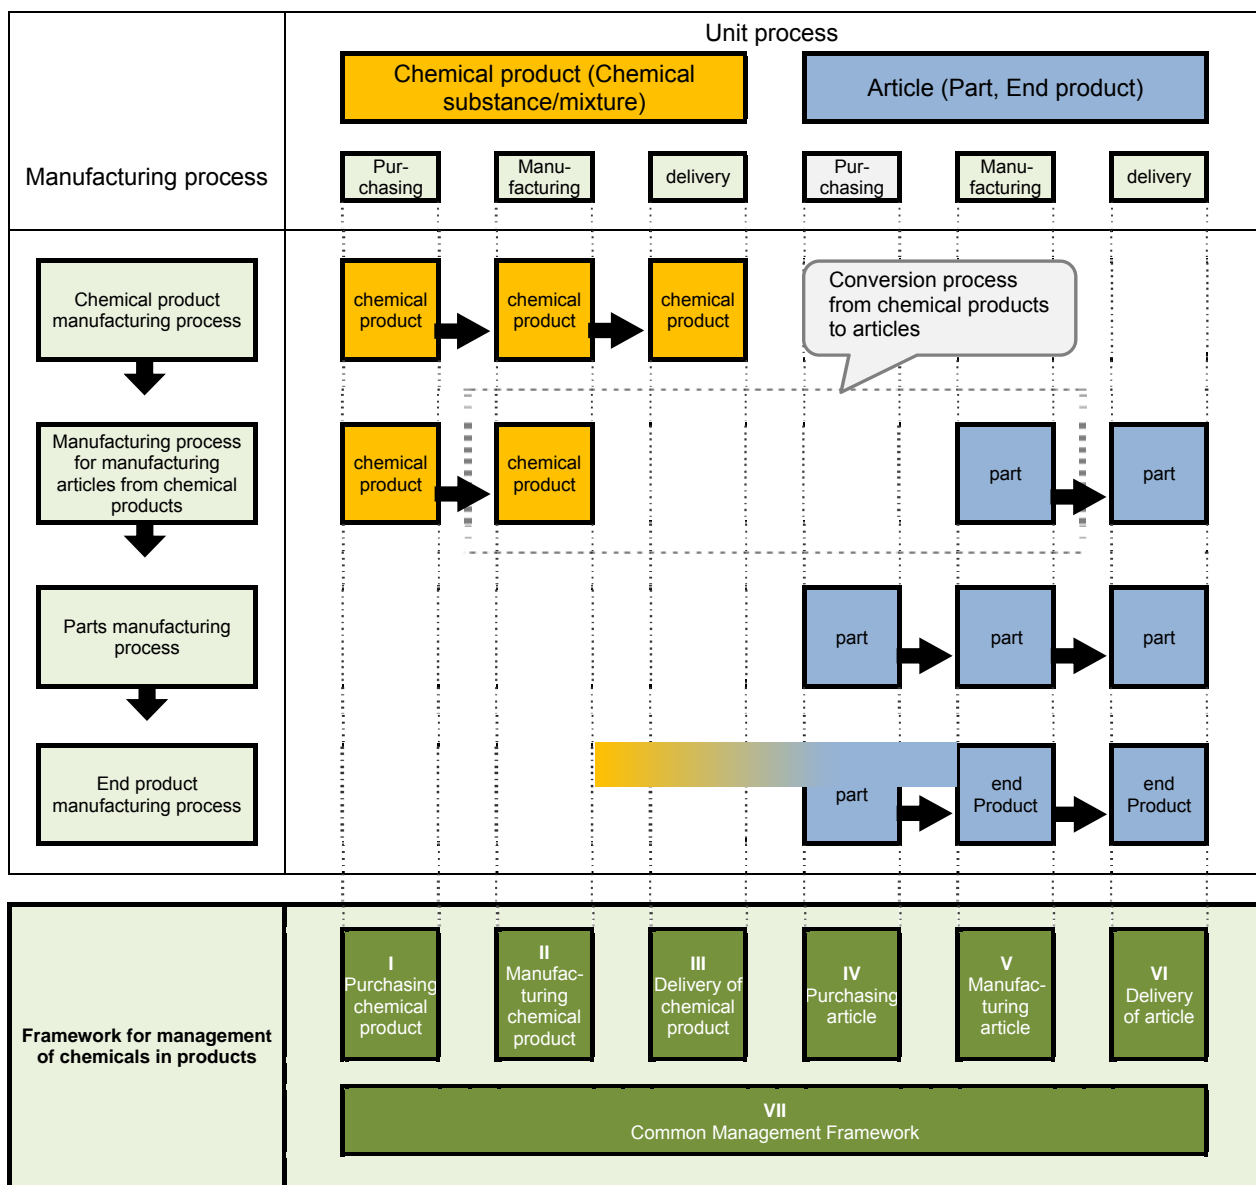 Unit process
Chemical product (Chemical
substance/mixture)
Article (Part, End product)
Manufacturing process
Pur-
chasing
Manu-
facturing
delivery
Pur-
chasing
Manu-
facturing
delivery
Chemical product
manufacturing process
chemical
product
chemical
product
chemical
product
Conversion process
from chemical products
to articles
Manufacturing process
for manufacturing
articles from chemical
products
chemical
product
chemical
product
part
part
Parts manufacturing
process
part
part
part
End product
manufacturing process
part
end
Product
end
Product
Framework for management
of chemicals in products
I
Purchasing
chemical
product
II
Manufac-
turing
chemical
product
III
Delivery of
chemical
product
IV
Purchasing
article
V
Manufac-
turing
article
VI
Delivery
of article
VII
Common Management Framework